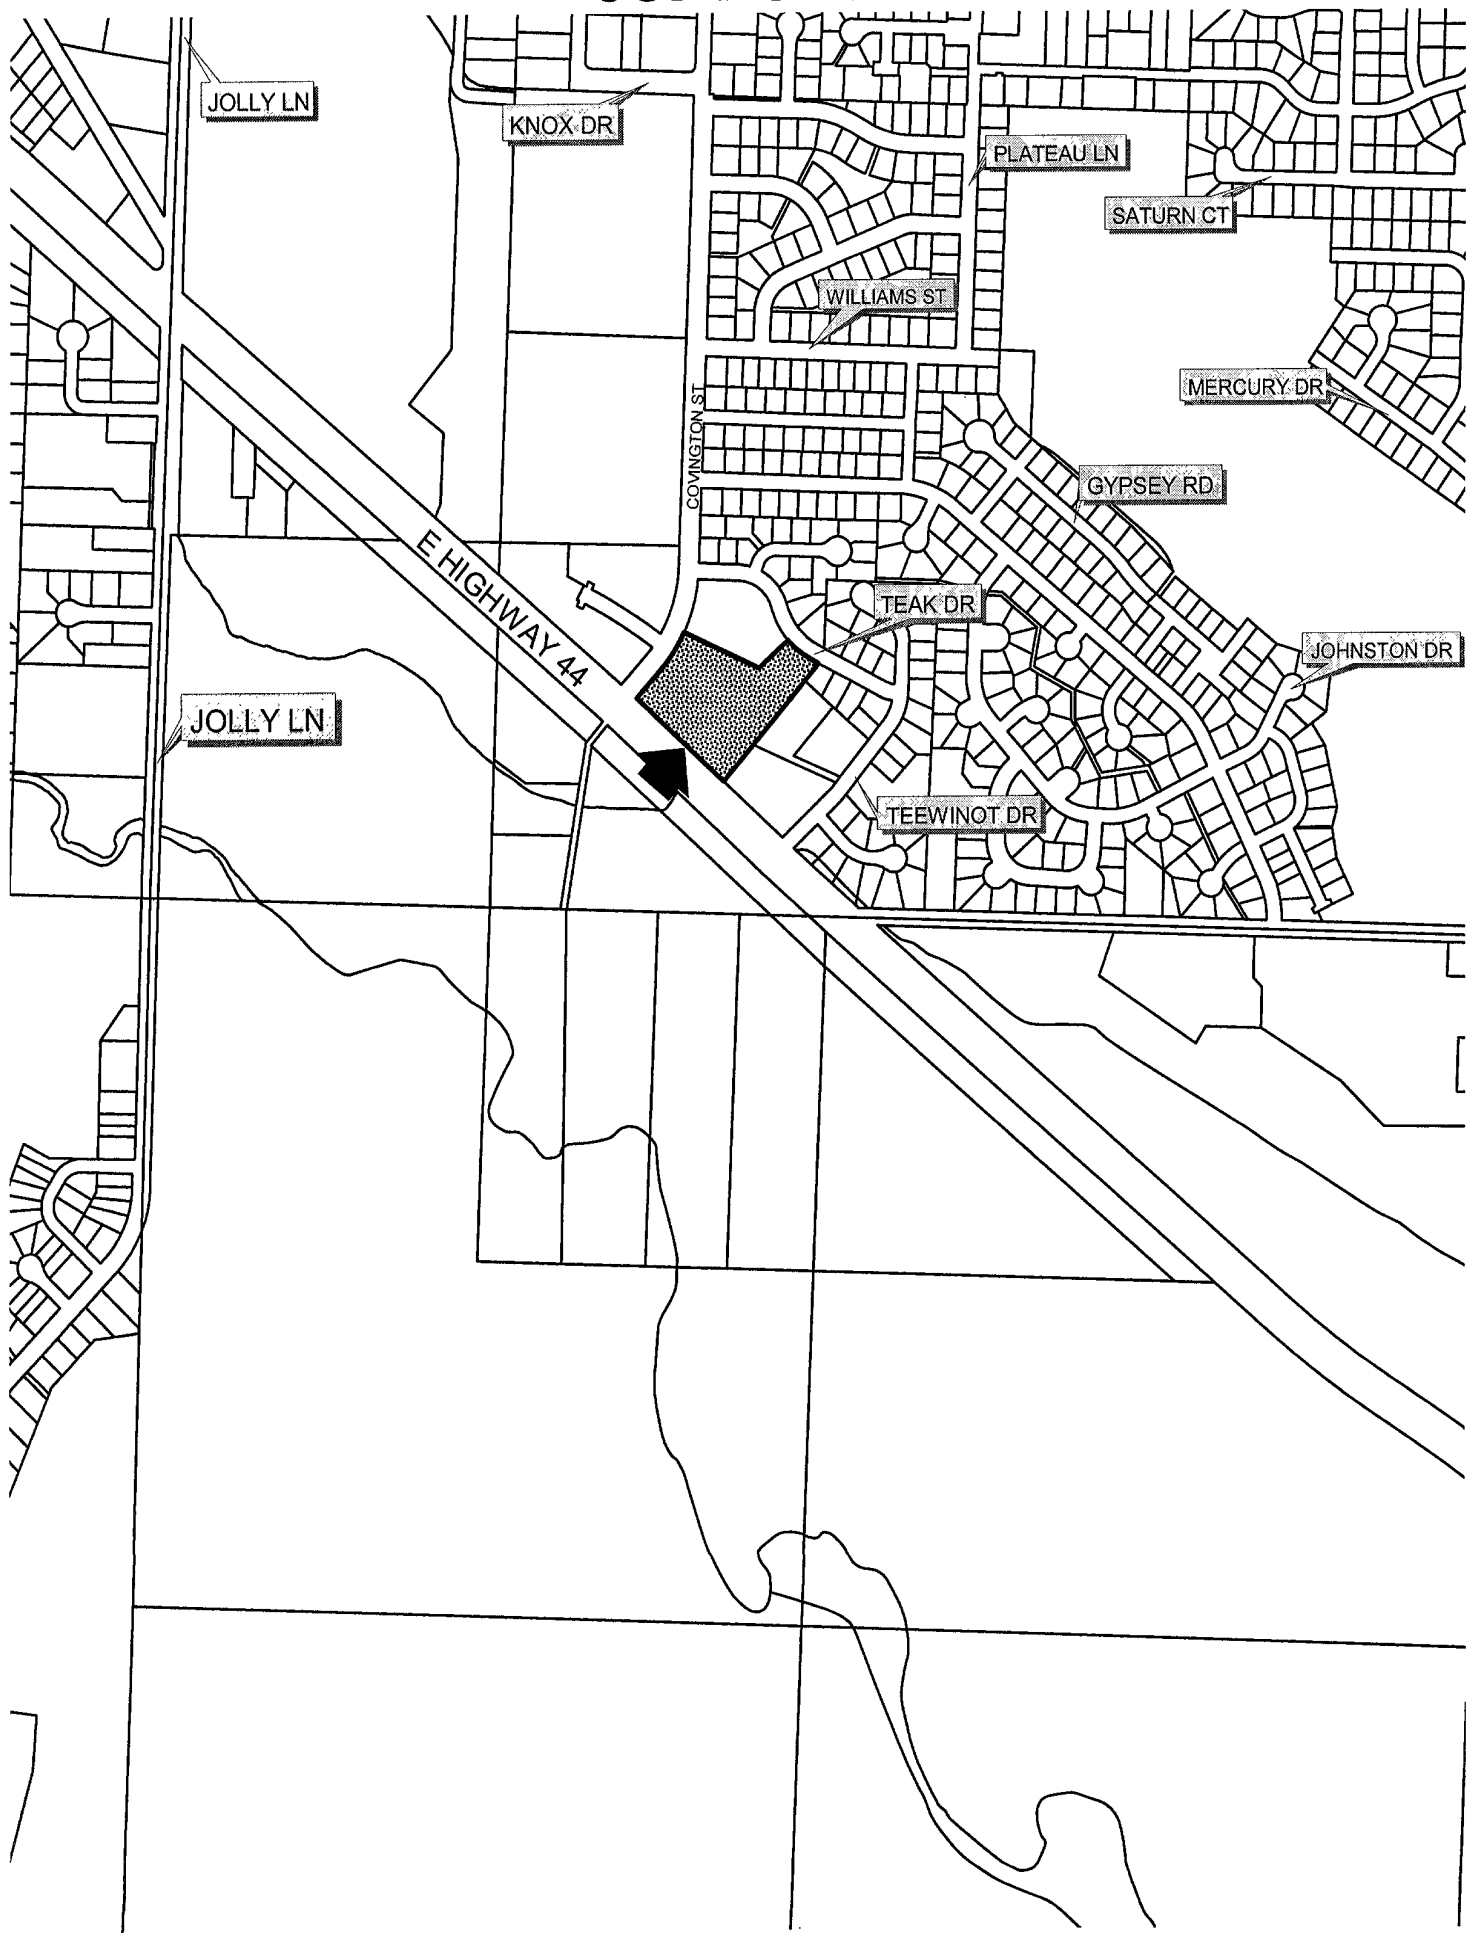 JOLLY LN
KNOX DR
PLATEAU LN
SATURN CT
WILLIAMS ST
MERCURY DR
COVINGTON ST
GYPSEY RD
E HIGHWAY 44
TEAK DR
JOHNSTON DR
JOLLY LN
TEEWINOT DR